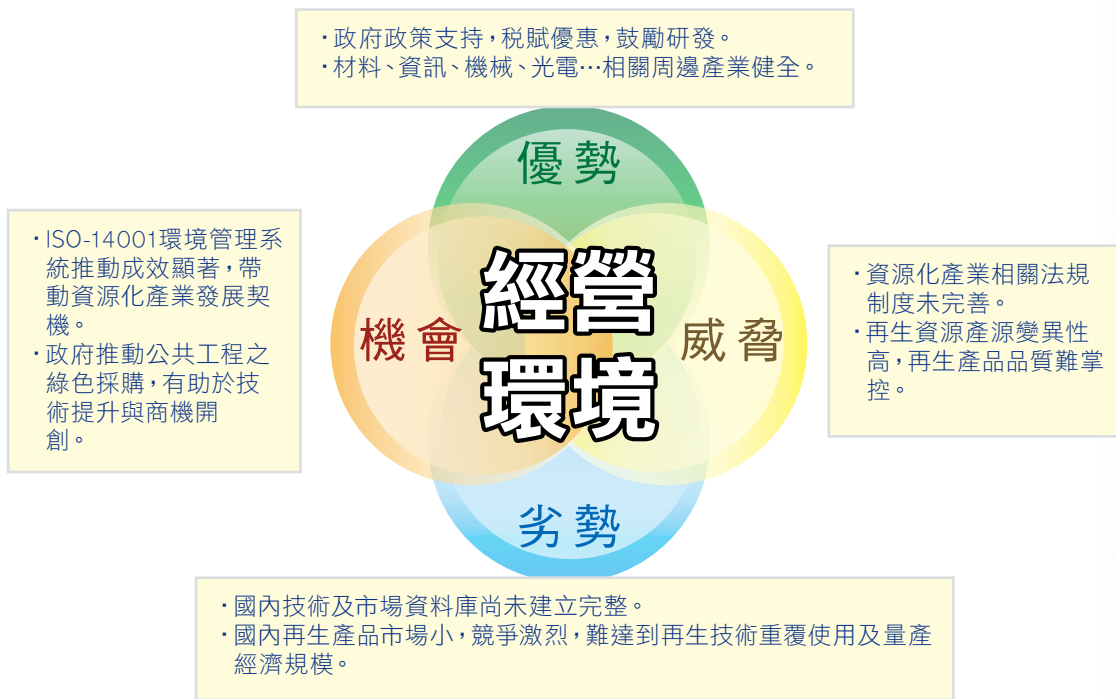 ・政府政策支持，稅賦優惠，鼓勵研發。
・材料、資訊、機械、光電…相關周邊產業健全。
優勢
・ISO-14001環境管理系
統推動成效顯著，帶
動資源化產業發展契
機。
・政府推動公共工程之
綠色採購，有助於技
術提升與商機開
創。
機會
經營
環境
威脅
・資源化產業相關法規
制度未完善。
・再生資源產源變異性
高，再生產品品質難掌
控。
劣勢
・國內技術及市場資料庫尚未建立完整。
・國內再生產品市場小，競爭激烈，難達到再生技術重覆使用及量產
經濟規模。